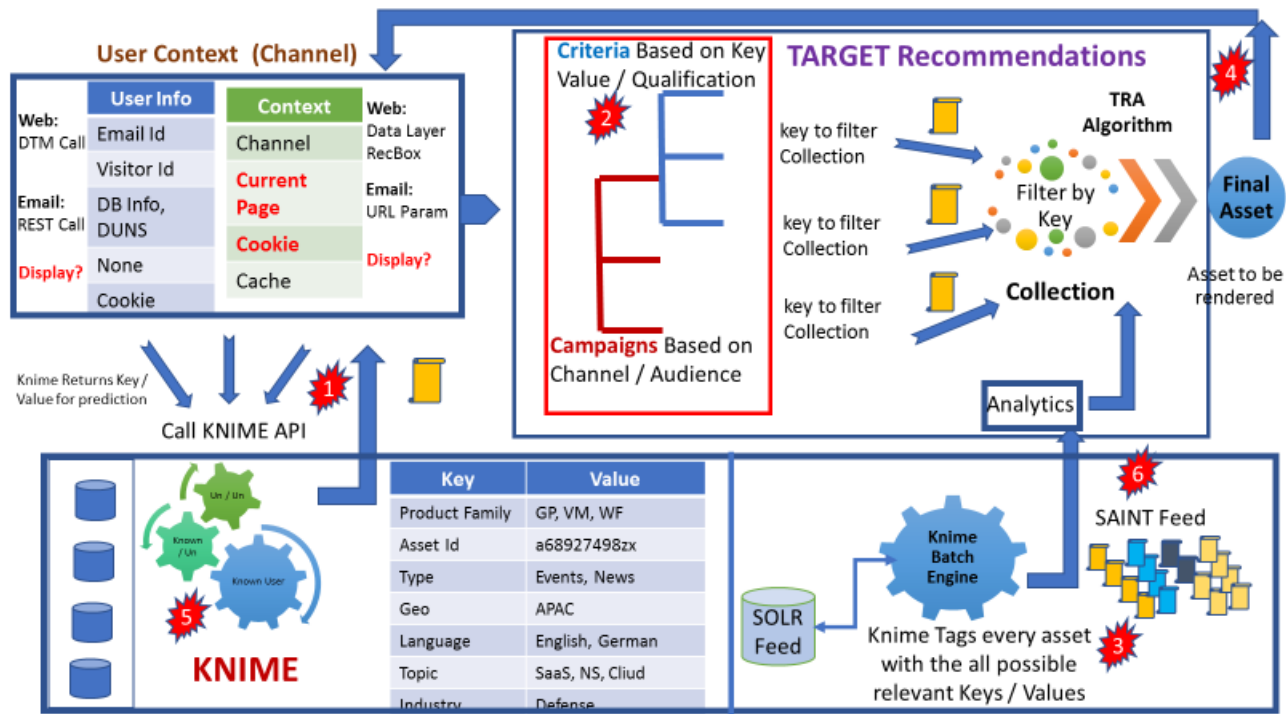 User Context (Channel)
User Info
Email Id
Visitor Id
DB Info,
DUNS
None
Cookie
Web:
DTM Call
Email:
REST Call
Display?
Context
Channel
Current
Page
Cookie
Cache
Web:
Data Layer
RecBox
Email:
URL Param
Display?
Criteria Based on Key
Value / Qualification
2
Campaigns Based on
Channel / Audience
TARGET Recommendations
key to filter
Collection
key to filter
Collection
key to filter
Collection
TRA
Algorithm
Filter by
Key
Collection
4
Final
Asset
Asset to be
rendered
Analytics
Knime Returns Key /
Value for prediction
1
Call KNIME API
Un / Un
Known
/ Un
Known User
5
KNIME
Key Value
Product Family GP, VM, WF
Asset Id a68927498zx
Type Events, News
Geo APAC
Language English, German
Topic SaaS, NS, Cliud
Industry Defense
SOLR
Feed
Knime
Batch
Engine
6
SAINT Feed
Knime Tags every asset
with the all possible
relevant Keys / Values
3